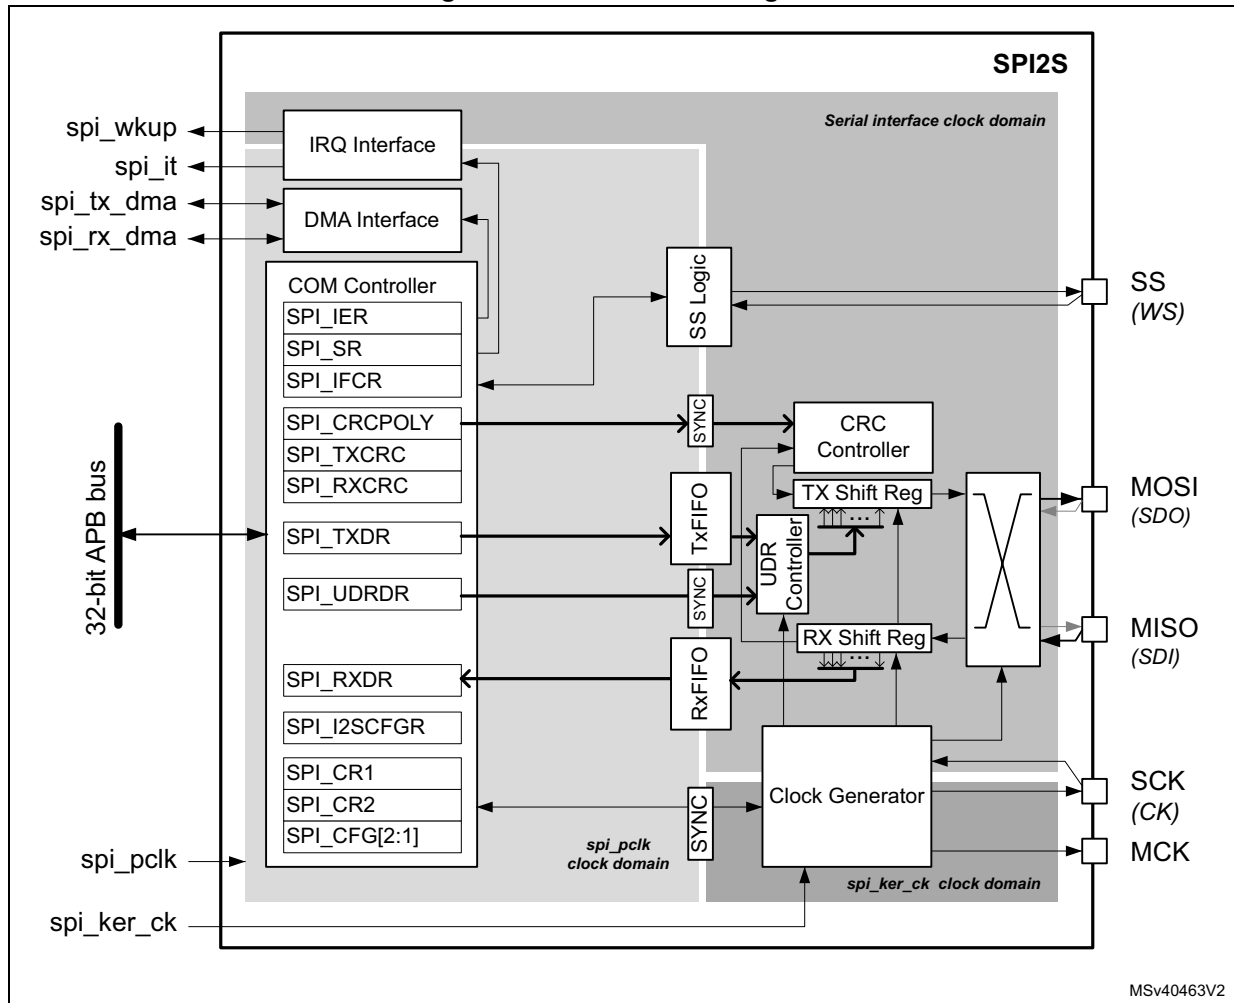 SPI2S
Serial interface clock domain
spi_wkup
IRQ Interface
spi_it
spi_tx_dma
DMA Interface
spi_rx_dma
COM Controller
SPI_IER
SPI_SR
SPI_IFCR
SPI_CRCPOLY
SPI_TXCRC
SPI_RXCRC
SPI_TXDR
SPI_UDRDR
SPI_RXDR
SPI_I2SCFGR
SPI_CR1
SPI_CR2
SPI_CFG[2:1]
32-bit APB bus
SS Logic
SYNC
TxFIFO
SYNC
RxFIFO
SYNC
CRC
Controller
TX Shift Reg
...
UDR
Controller
RX Shift Reg
...
Clock Generator
SS
(WS)
MOSI
(SDO)
MISO
(SDI)
SCK
(CK)
MCK
spi_pclk
clock domain
spi_ker_ck clock domain
spi_pclk
spi_ker_ck
MSv40463V2